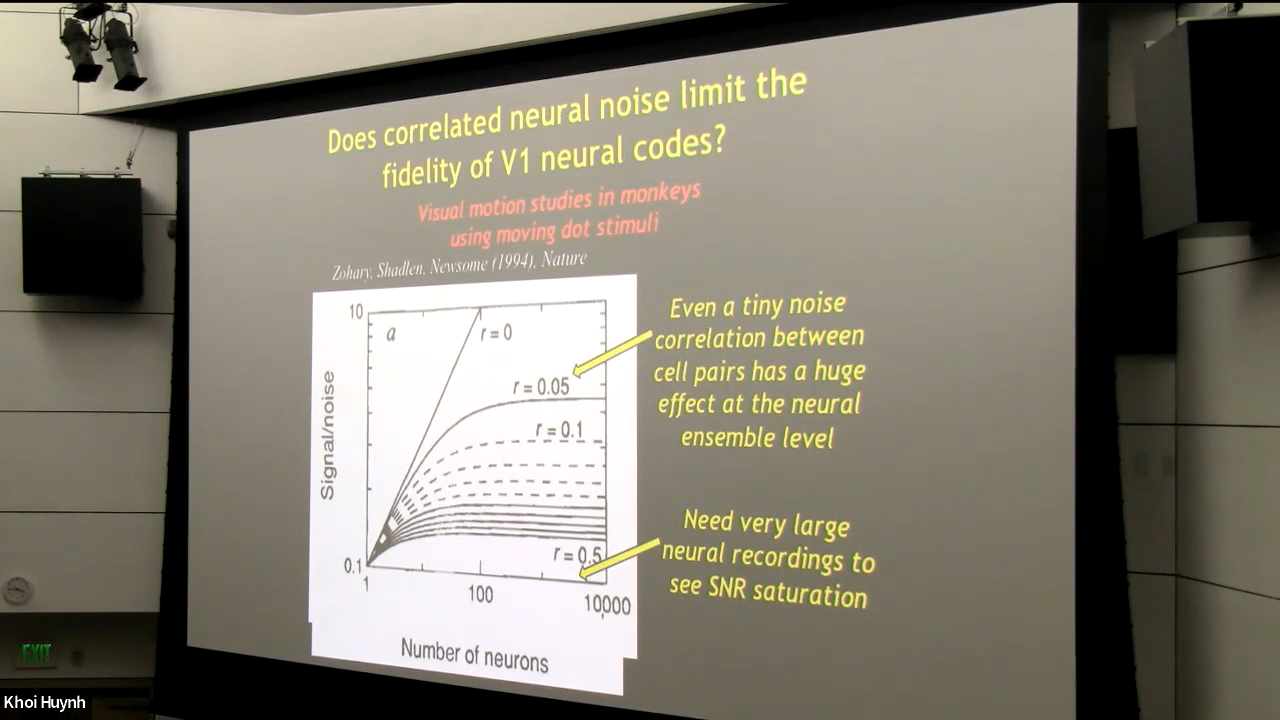 Does correlated neural noise limit the
fidelity of V1 neural codes?
Visual motion studies in monkeys
using moving dot stimuli
Zohary, Shadlen, Newsome (1994), Nature
10
a
r = 0
r = 0.05
r = 0.1
r = 0.5
Signal/noise
0.1
1
100
10000
Number of neurons
Even a tiny noise
correlation between
cell pairs has a huge
effect at the neural
ensemble level
Need very large
neural recordings to
see SNR saturation
EXIT
Khoi Huynh